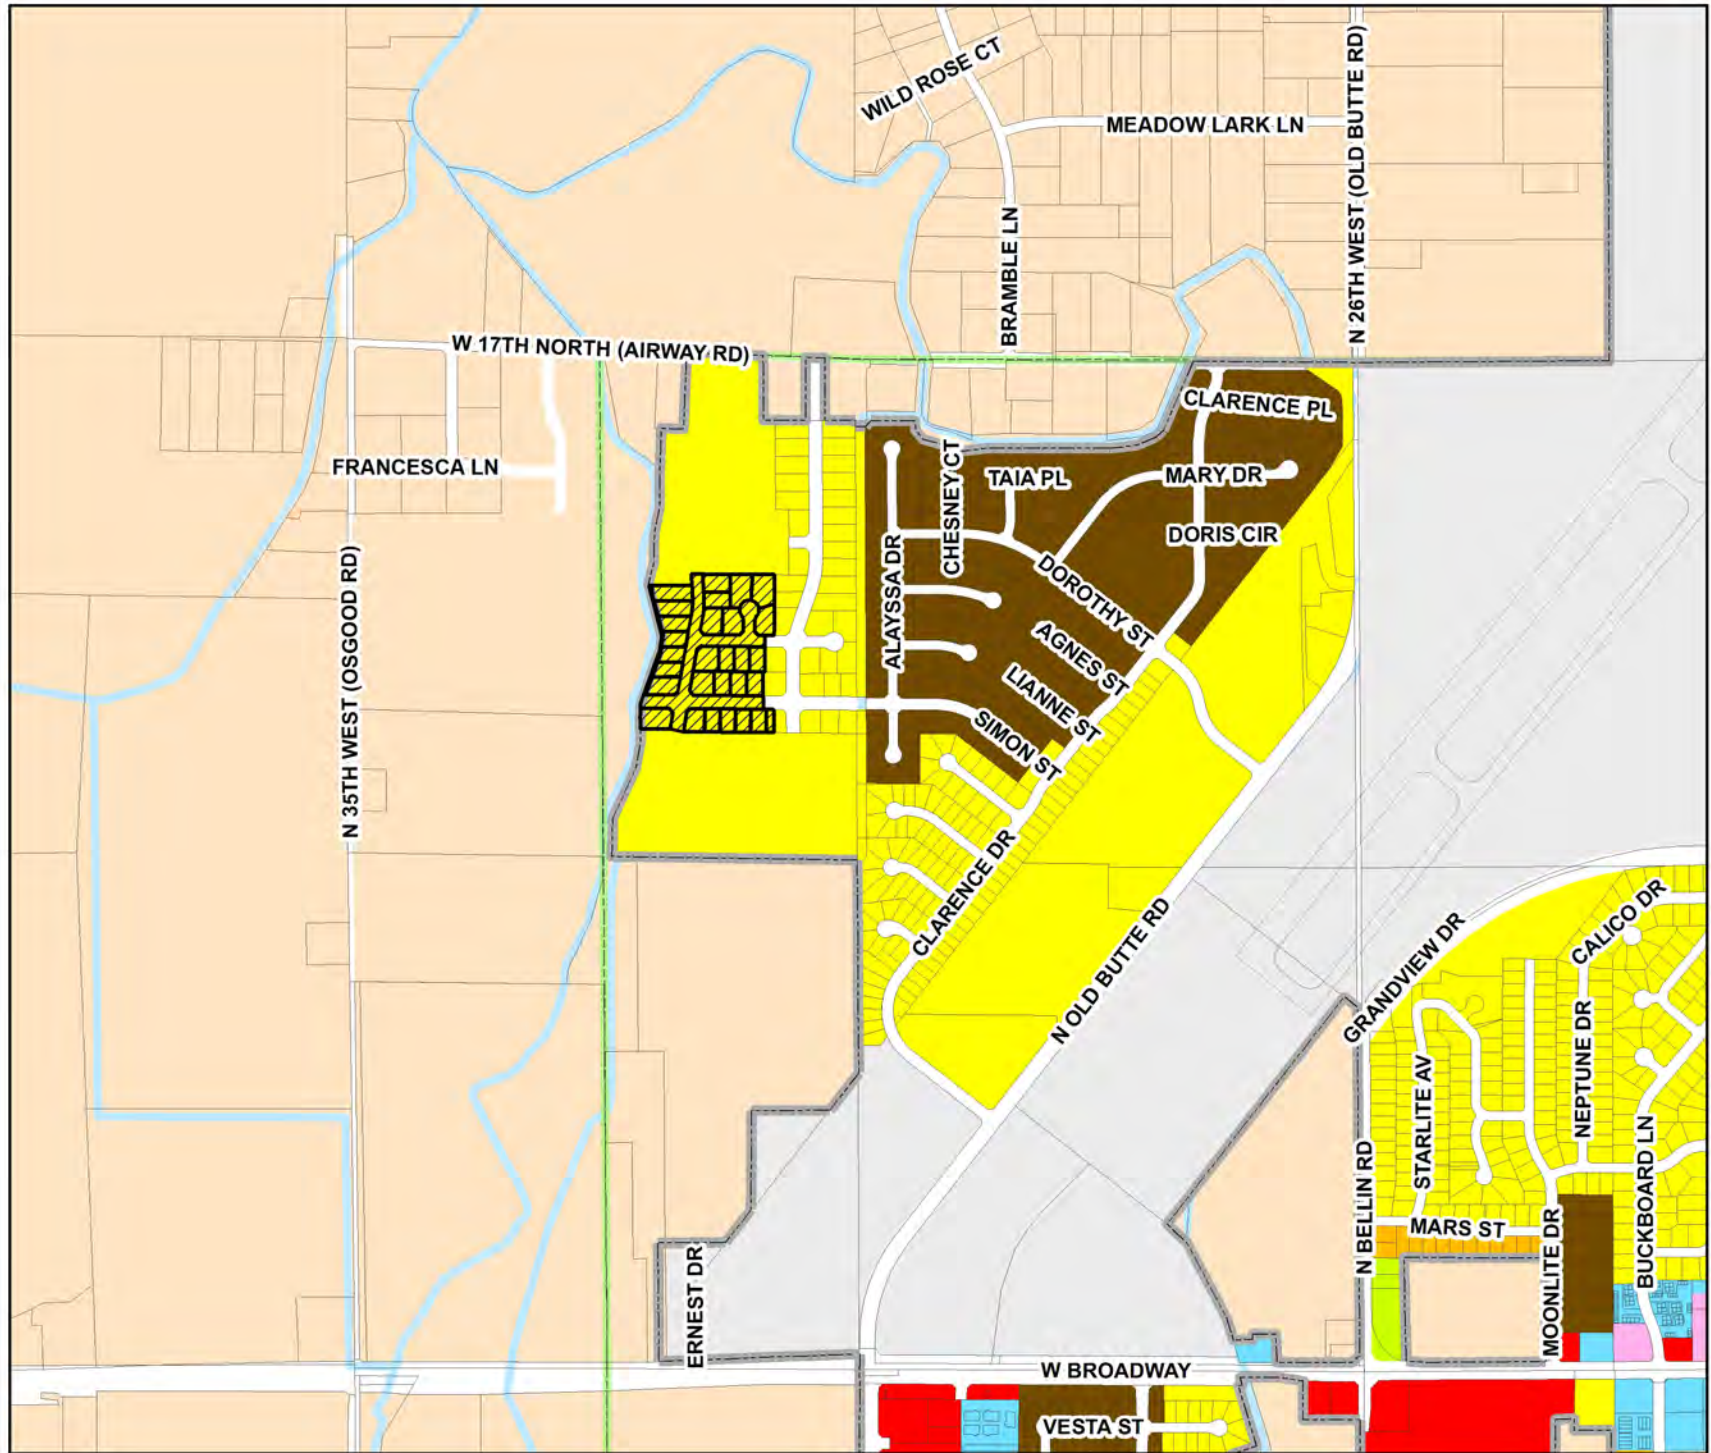 WILD ROSE CT
MEADOW LARK LN
N 26TH WEST (OLD BUTTE RD)
BRAMBLE LN
W 17TH NORTH (AIRWAY RD)
CLARENCE PL
FRANCESCA LN
CHESNEY CT
TAIA PL
MARY DR
DORIS CIR
ALAYSSA DR
DOROTHY ST
N 35TH WEST (OSGOOD RD)
AGNES ST
LIANNE ST
SIMON ST
CLARENCE DR
N OLD BUTTE RD
GRANDVIEW DR
CALICO DR
NEPTUNE DR
STARLITE AV
BUCKBOARD LN
N BELLIN RD
MARS ST
MOONLITE DR
ERNEST DR
W BROADWAY
VESTA ST